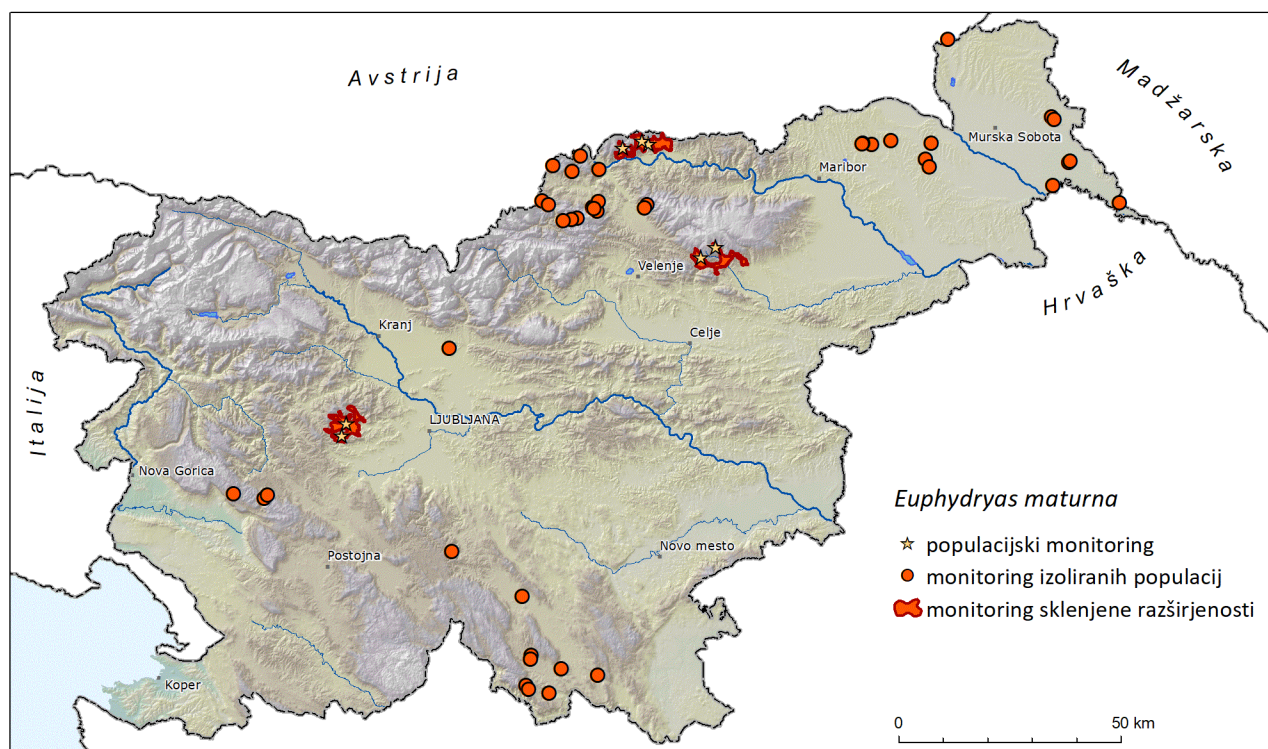 Avstrija
Madžarska
Murska Sobota
Maribor
Velenje
Hrvaška
Kranj
Celje
Italija
LJUBLJANA
Nova Gorica
Euphydryas maturna
populacijski monitoring
Novo mesto
Postojna
monitoring izoliranih populacij
monitoring sklenjene razširjenosti
Koper
0 50 km